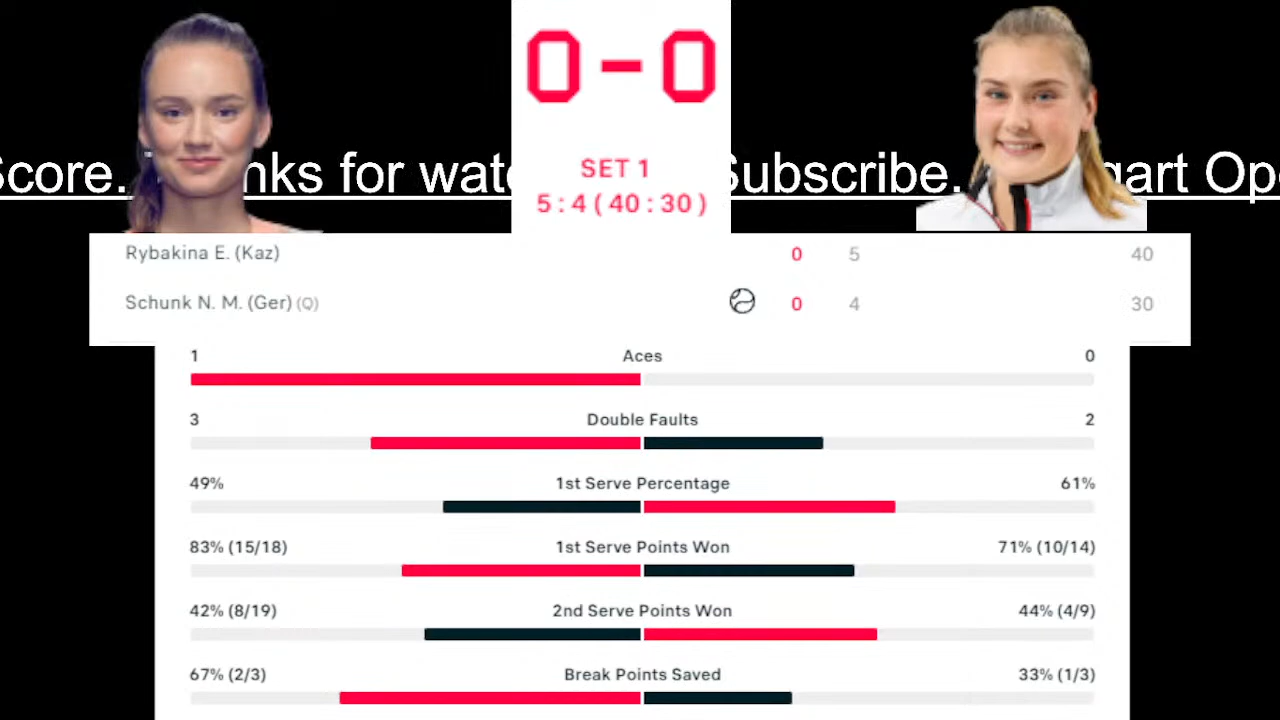 0 - 0
Score. nks for wat Subscribe. gart Op
SET 1
5 : 4 ( 40 : 30 )
Rybakina E. (Kaz) 0 5 40
Schunk N. M. (Ger) (Q) 0 4 30
1 Aces 0
3 Double Faults 2
49% 1st Serve Percentage 61%
83% (15/18) 1st Serve Points Won 71% (10/14)
42% (8/19) 2nd Serve Points Won 44% (4/9)
67% (2/3) Break Points Saved 33% (1/3)